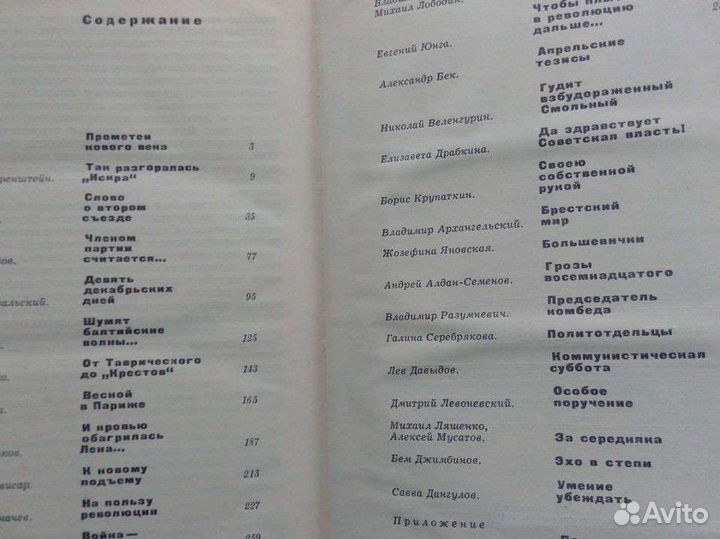 Содержание
Прометеи
нового века 3
Так разгоралась
„Искра“ 9
Слово
о втором
съезде 35
Членом
партии
считается... 77
Девять
декабрьских
дней 95
Шумят
балтийские
волны... 125
От Таврического
до „Крестов“ 143
Весной
в Париже 165
И кровью
обагрилась
Лена... 187
К новому
подъему 213
На пользу
революции 227
Война—
259
Михаил Лободин.
Чтобы
в революцию
дальше...
Евгений Юнга. Апрельские
тезисы
Александр Бек. Гудит
взбудораженный
Смольный
Николай Веленгурин. Да здравствует
Советская власть!
Елизавета Драбкина. Своею
собственной
рукой
Борис Крупаткин. Брестский
мир
Владимир Архангельский. Большевички
Жозефина Яновская. Грозы
восемнадцатого
Андрей Алдан-Семенов. Председатель
комбеда
Владимир Разумневич. Политотдельцы
Галина Серебрякова. Коммунистическая
суббота
Лев Давыдов. Особое
поручение
Дмитрий Левоневский. За середняка
Михаил Ляшенко,
Алексей Мусатов. Эхо в степи
Бем Джимбинов. Умение
убеждать
Савва Дангулов.
Приложение
Avito